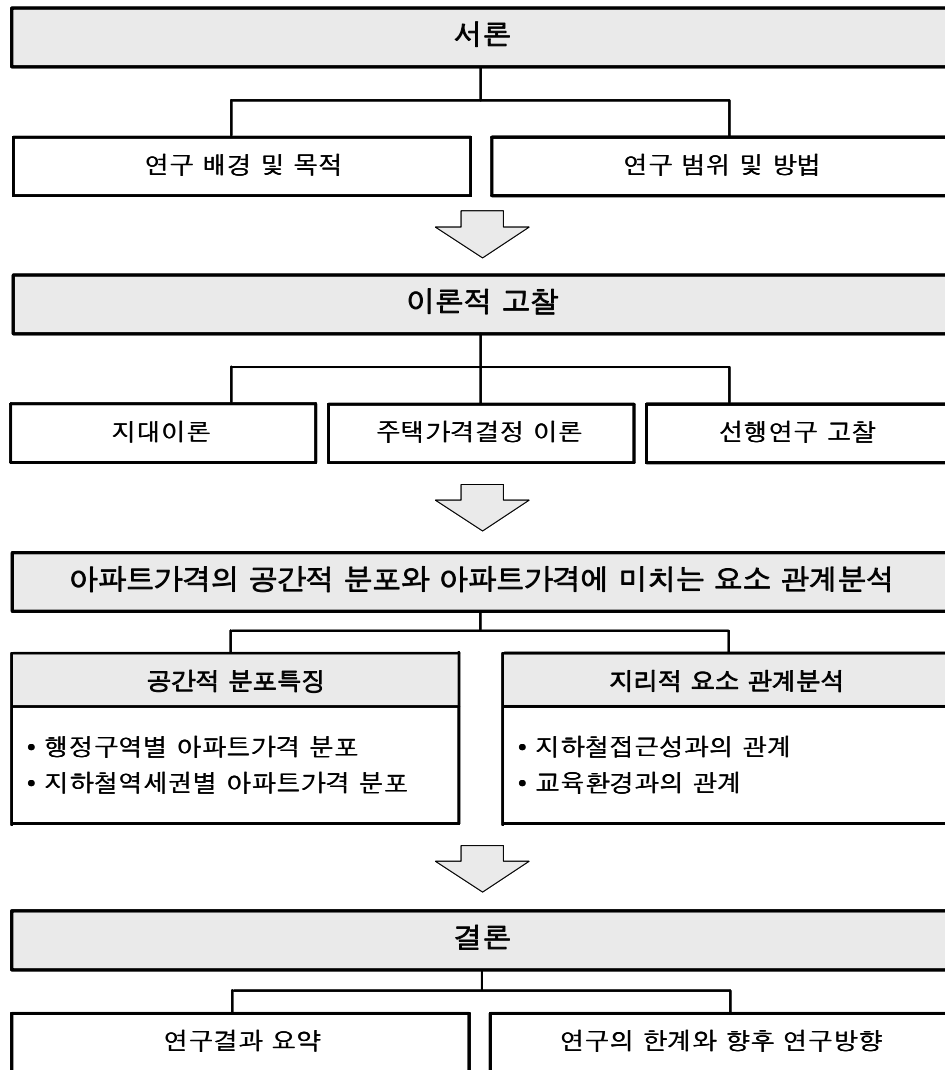 서론
연구 배경 및 목적
연구 범위 및 방법
이론적 고찰
지대이론
주택가격결정 이론
선행연구 고찰
아파트가격의 공간적 분포와 아파트가격에 미치는 요소 관계분석
공간적 분포특징
• 행정구역별 아파트가격 분포
• 지하철역세권별 아파트가격 분포
지리적 요소 관계분석
• 지하철접근성과의 관계
• 교육환경과의 관계
결론
연구결과 요약
연구의 한계와 향후 연구방향